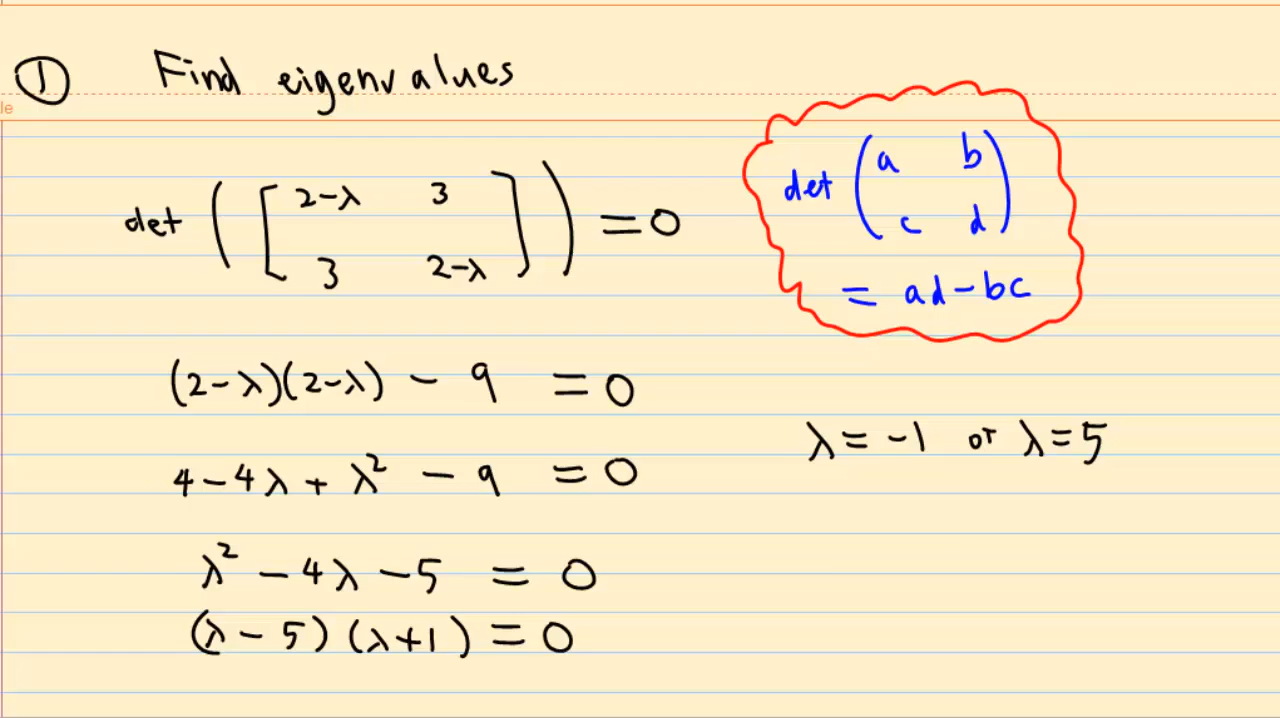 ① Find eigenvalues
le
det ([2-λ 3
3 2-λ]) = 0
det (a b
c d)
= ad - bc
(2-λ)(2-λ) - 9 = 0
4 - 4λ + λ² - 9 = 0
λ² - 4λ - 5 = 0
(λ - 5) (λ+1) = 0
λ = -1 or λ = 5